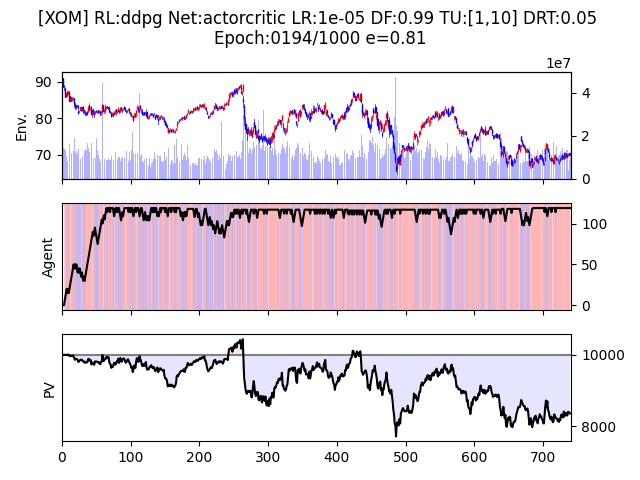 [XOM] RL:ddpg Net:actorcritic LR:1e-05 DF:0.99 TU:[1,10] DRT:0.05
Epoch:0194/1000 e=0.81
1e7
90
80
70
Env.
4
2
0
Agent
100
50
0
PV
10000
8000
0 100 200 300 400 500 600 700